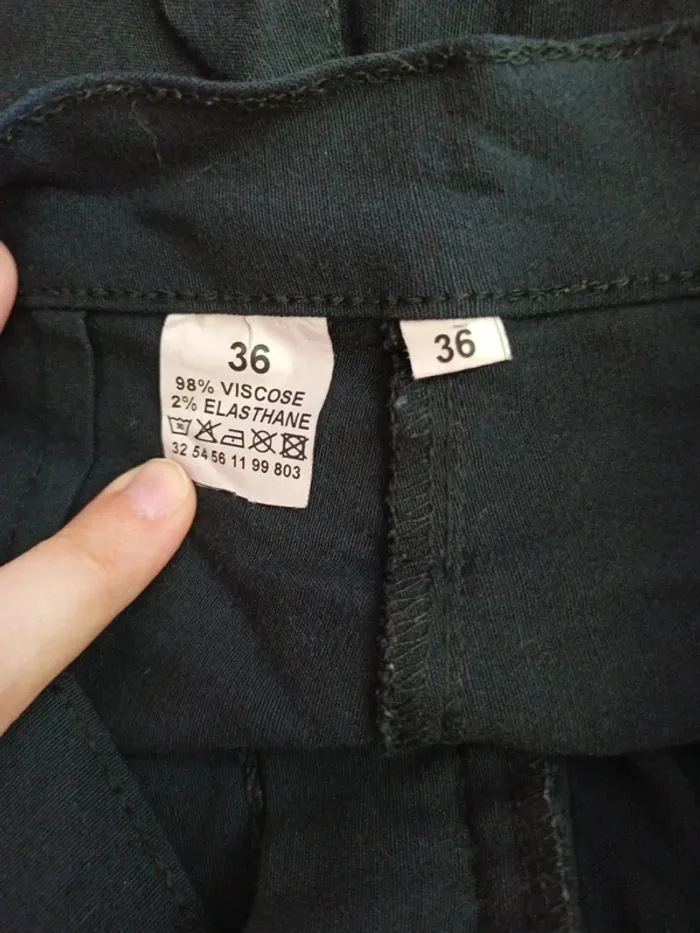 36
98% VISCOSE
2% ELASTHANE
32 54 56 11 99 803
36